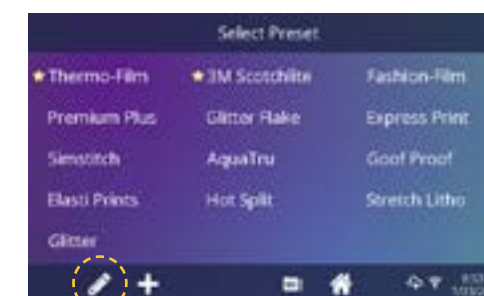 Select Preset
Thermo-Film 3M Scotchlite Fashion-Film
Premium Plus Glitter Flake Express Print
Simstitch AquaTru Goof Proof
Elasti Prints Hot Split Stretch Litho
Glitter